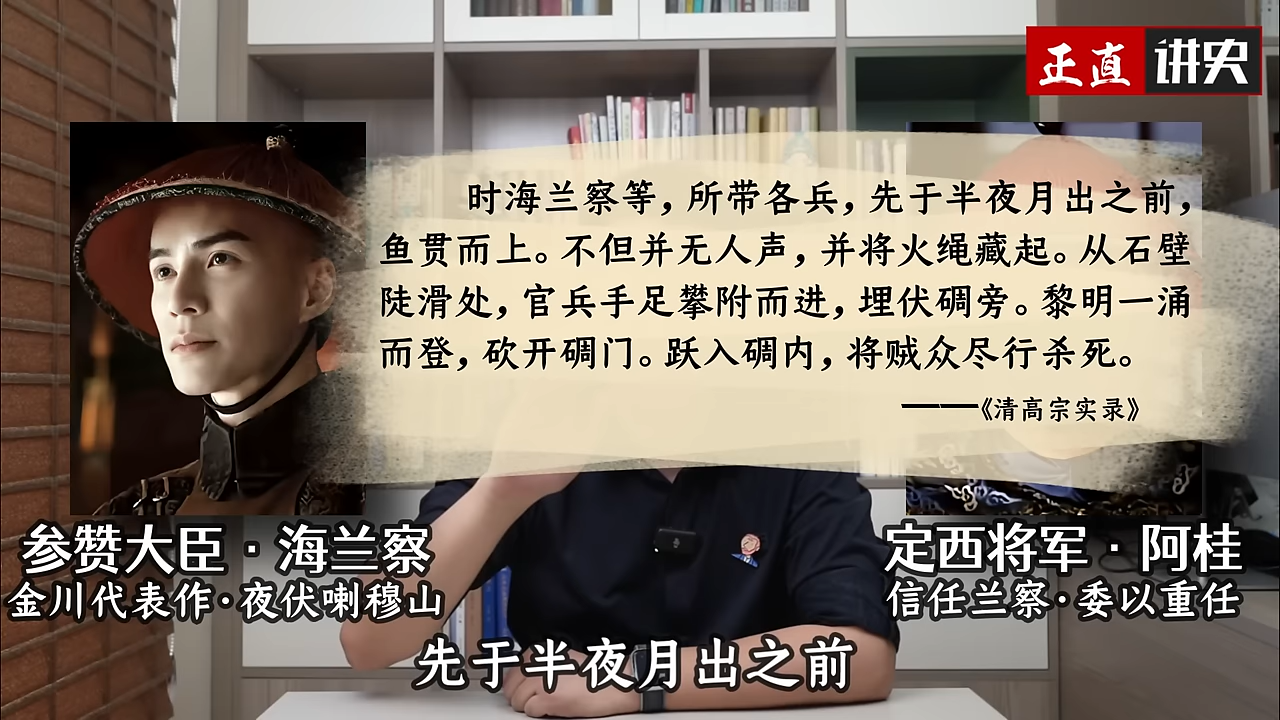 正直 讲史
时海兰察等，所带各兵，先于半夜月出之前，
鱼贯而上。不但并无人声，并将火绳藏起。从石壁
陡滑处，官兵手足攀附而进，埋伏碉旁。黎明一涌
而登，砍开碉门。跃入碉内，将贼众尽行杀死。
——《清高宗实录》
参赞大臣·海兰察
金川代表作·夜伏喇穆山
定西将军·阿桂
信任兰察·委以重任
先于半夜月出之前